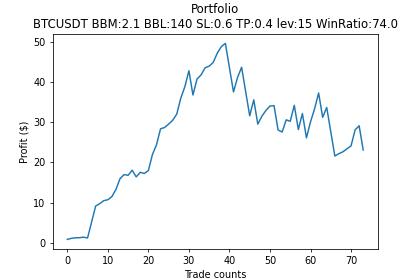 Portfolio
BTCUSDT BBM:2.1 BBL:140 SL:0.6 TP:0.4 lev:15 WinRatio:74.0
50
40
30
20
10
0
Profit ($)
0 10 20 30 40 50 60 70
Trade counts